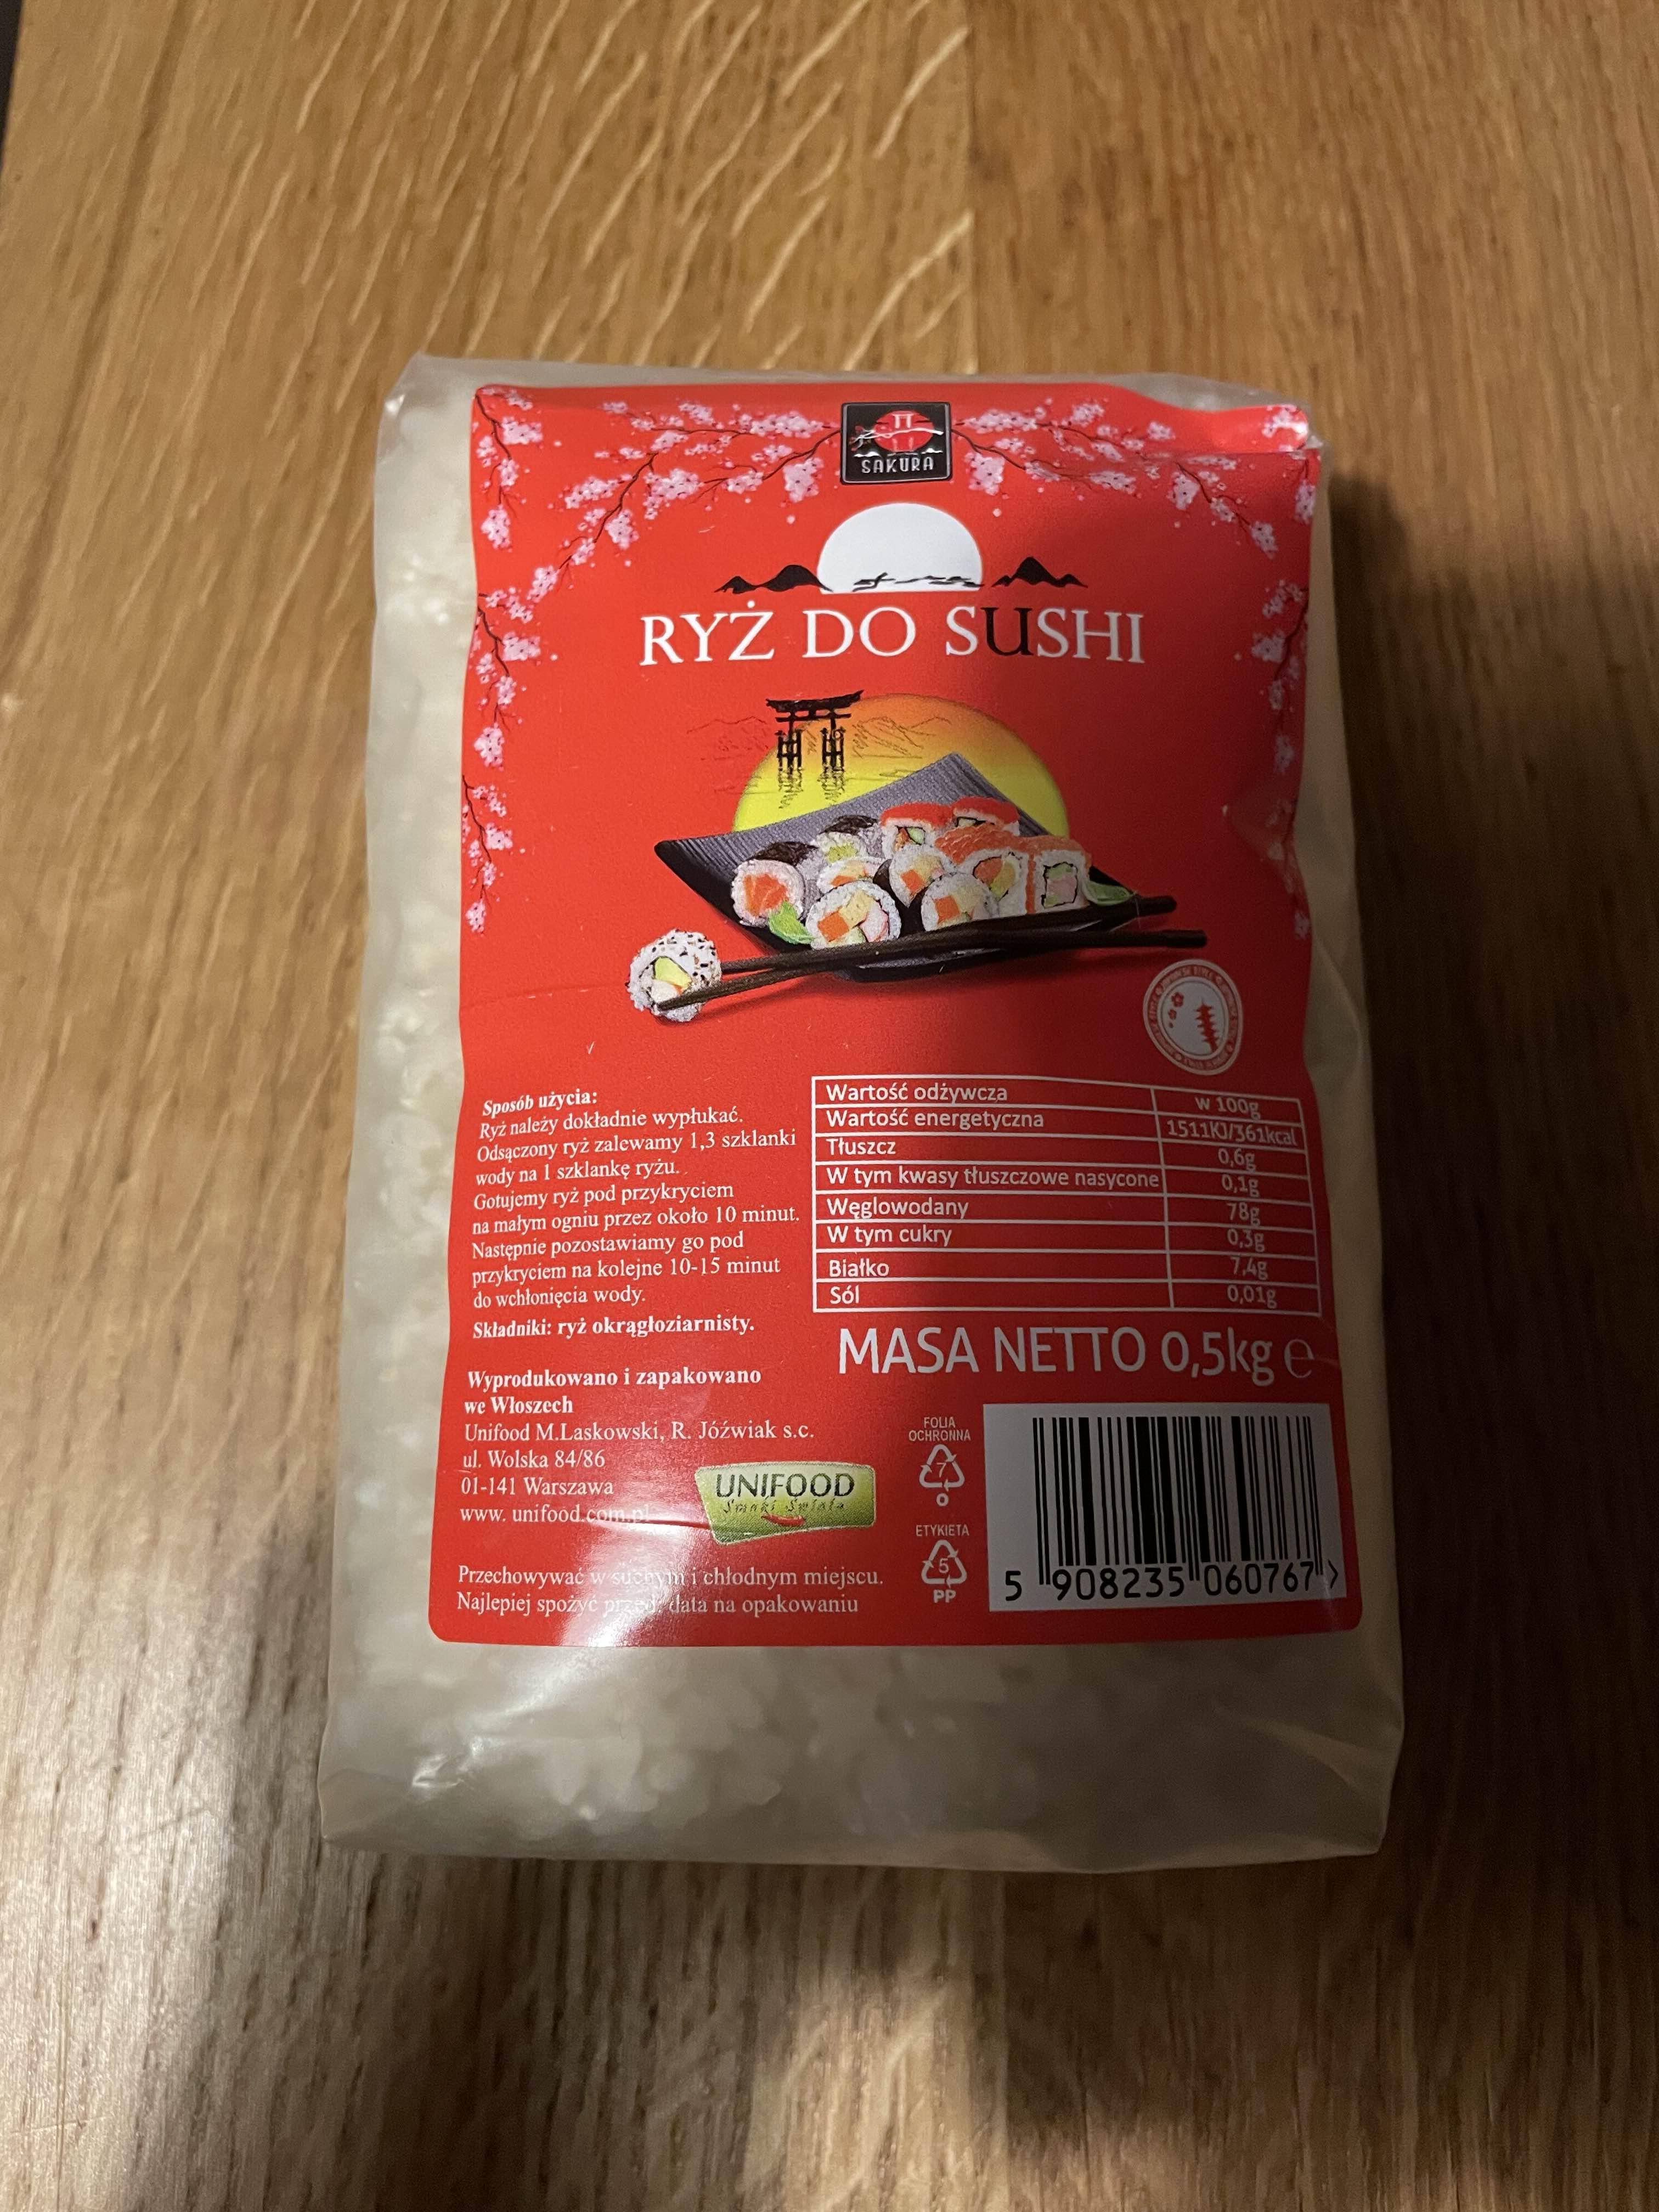 SAKURA
RYŻ DO SUSHI
Sposób użycia:
Ryż należy dokładnie wypłukać.
Odsączony ryż zalewamy 1,3 szklanki
wody na 1 szklankę ryżu.
Gotujemy ryż pod przykryciem
na małym ogniu przez około 10 minut.
Następnie pozostawiamy go pod
przykryciem na kolejne 10-15 minut
do wchłonięcia wody.
Składniki: ryż okrągłoziarnisty.
Wyprodukowano i zapakowano
we Włoszech
Unifood M.Laskowski, R. Jóźwiak s.c.
ul. Wolska 84/86
01-141 Warszawa
www. unifood.com.pl
UNIFOOD
Smaki Świata
Przechowywać w suchym i chłodnym miejscu.
Najlepiej spożyć przed: data na opakowaniu
Wartość odżywcza w 100g
Wartość energetyczna 1511KJ/361kcal
Tłuszcz 0,6g
W tym kwasy tłuszczowe nasycone 0,1g
Węglowodany 78g
W tym cukry 0,3g
Białko 7,4g
Sól 0,01g
MASA NETTO 0,5kg e
FOLIA
OCHRONNA
7
O
ETYKIETA
5
PP
5 908235 060767 >